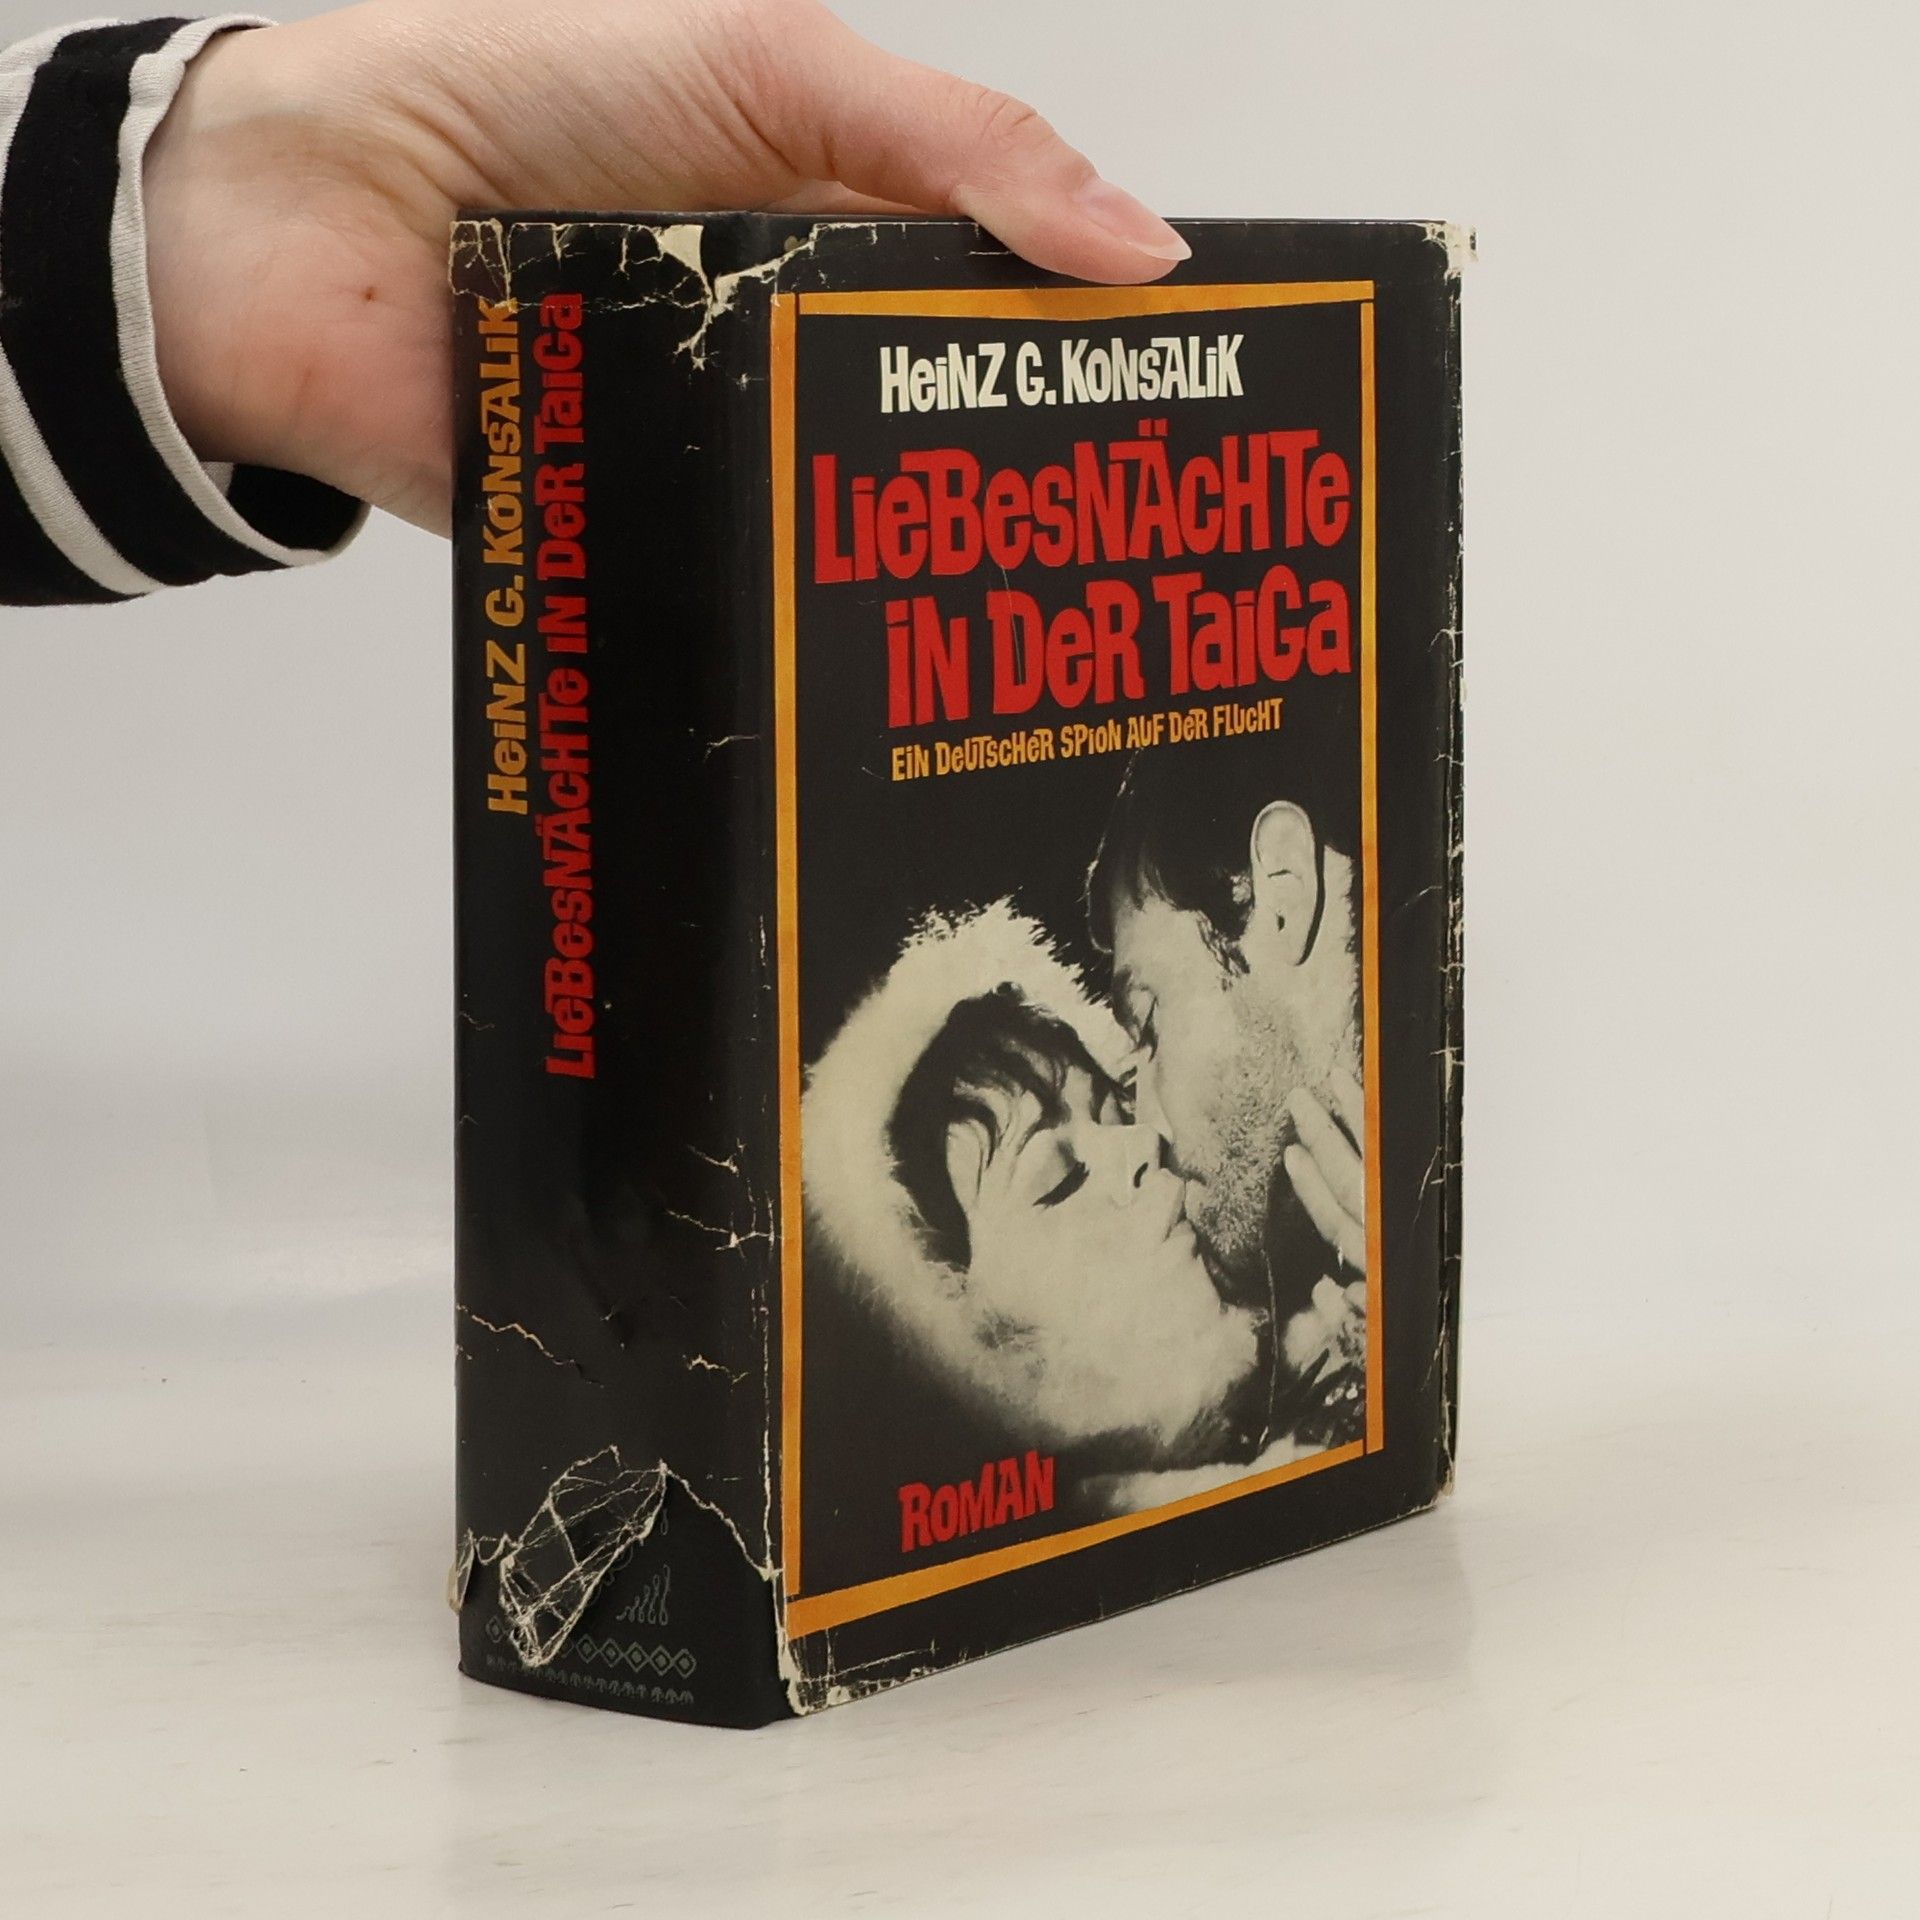 HeiNZ G. KONSALiK
LieBesNÄCHTe iN DeR TaiGa
HeiNZ G. KONSALiK
LieBesNÄCHTe
iN DeR TaiGa
EiN DeUTSCHeR SPioN AUF DeR FLUCHT
ROMAN